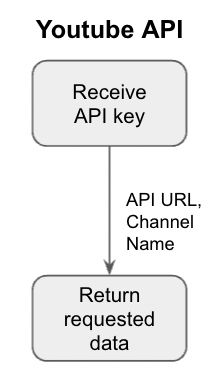 Youtube API
Receive
API key
API URL,
Channel
Name
Return
requested
data